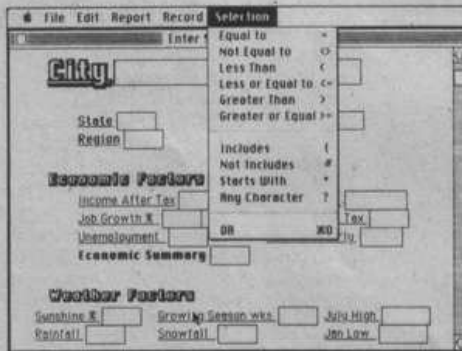 File Edit Report Record Selection
Enter
Equal to =
Not Equal to <>
Less Than <
Less or Equal to <=
Greater Than >
Greater or Equal >=
Includes {
Not Includes #
Starts With *
Any Character ?
OR ⌘O
City
State
Region
Economic Factors
Income After Tax
Job Growth % Tax
Unemployment
Economic Summary
Weather Factors
Sunshine % Growing Season wks July High
Rainfall Snowfall Jan Low